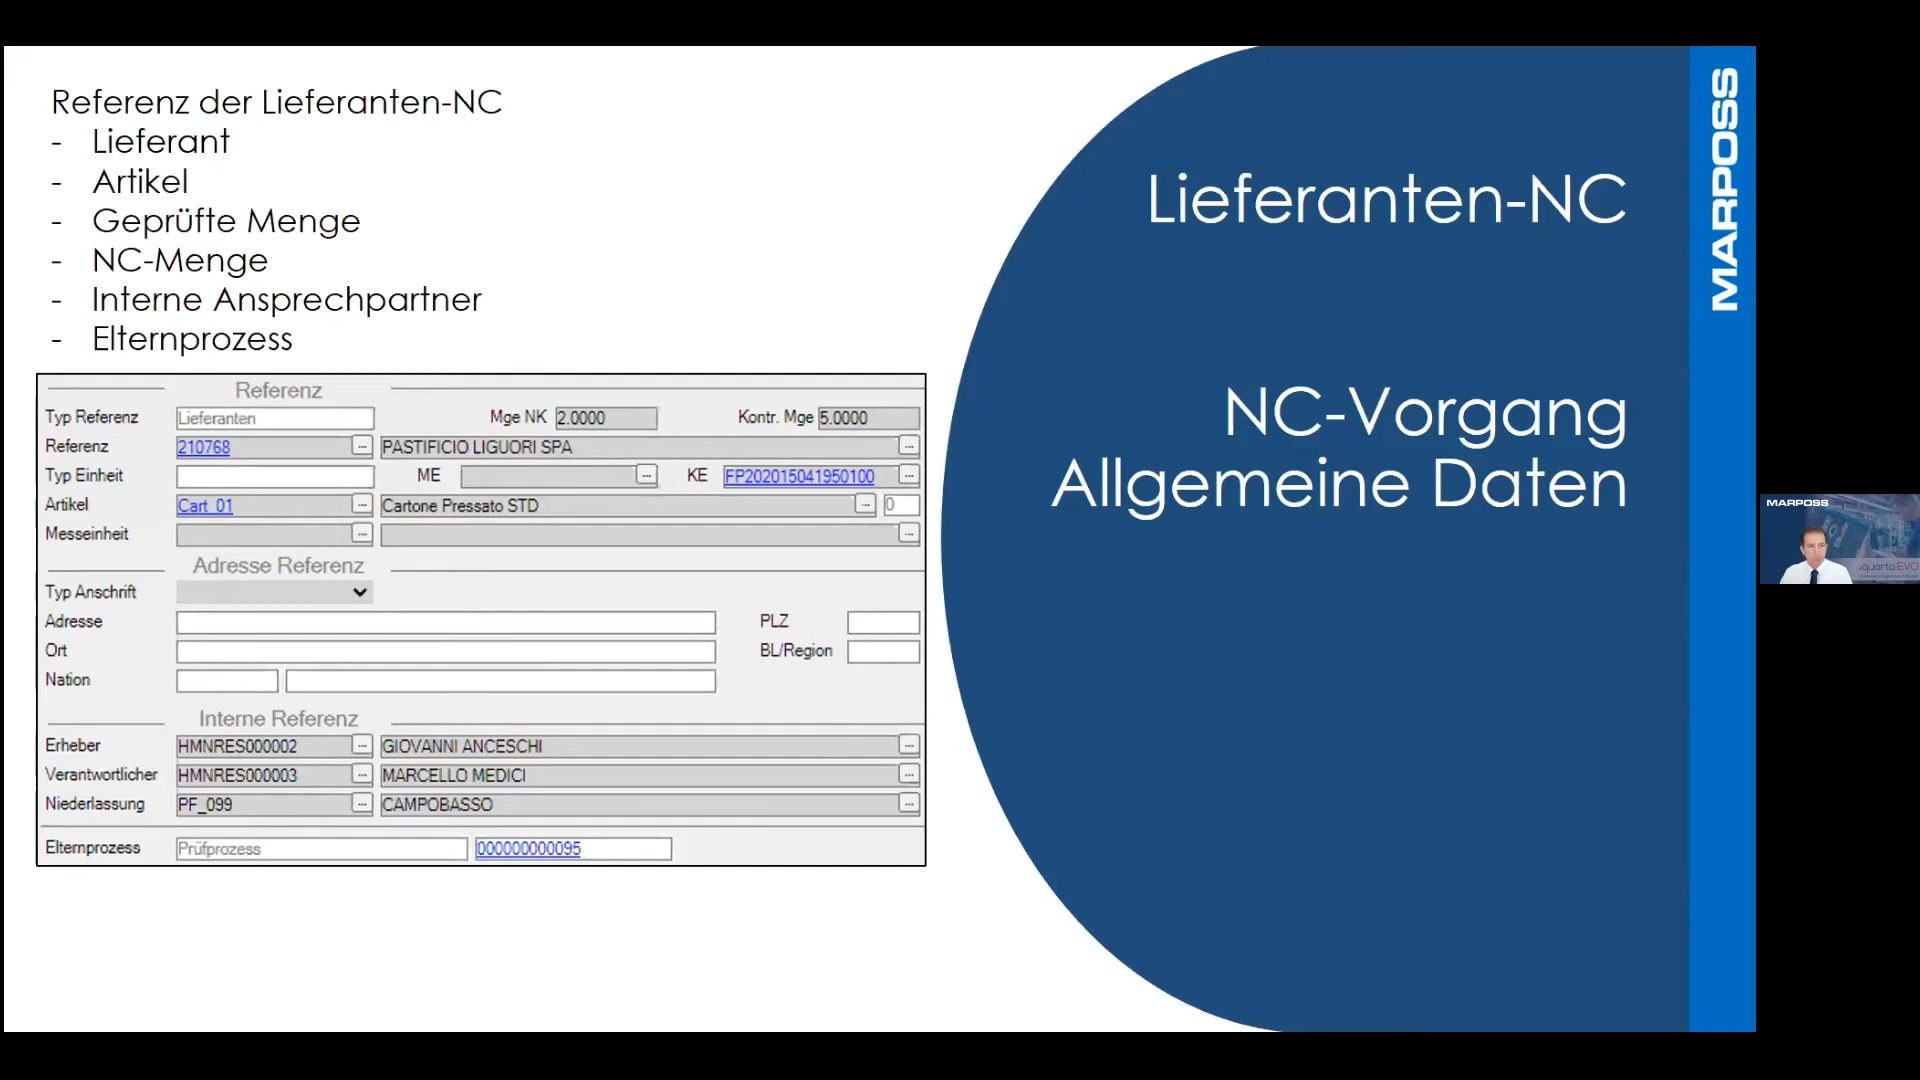 Referenz der Lieferanten-NC
- Lieferant
- Artikel
- Geprüfte Menge
- NC-Menge
- Interne Ansprechpartner
- Elternprozess
Referenz
Typ Referenz Lieferanten Mge NK 2.0000 Kontr. Mge 5.0000
Referenz 210768 ... PASTIFICIO LIGUORI SPA ...
Typ Einheit ME ... KE FP202015041950100 ...
Artikel Cart_01 ... Cartone Pressato STD ... 0
Messeinheit ... ...
Adresse Referenz
Typ Anschrift
Adresse PLZ
Ort BL/Region
Nation
Interne Referenz
Erheber HMNRES000002 ... GIOVANNI ANCESCHI ...
Verantwortlicher HMNRES000003 ... MARCELLO MEDICI ...
Niederlassung PF_099 ... CAMPOBASSO ...
Elternprozess Prüfprozess 000000000095
Lieferanten-NC
NC-Vorgang
Allgemeine Daten
MARPOSS
MARPOSS
quarta EVO